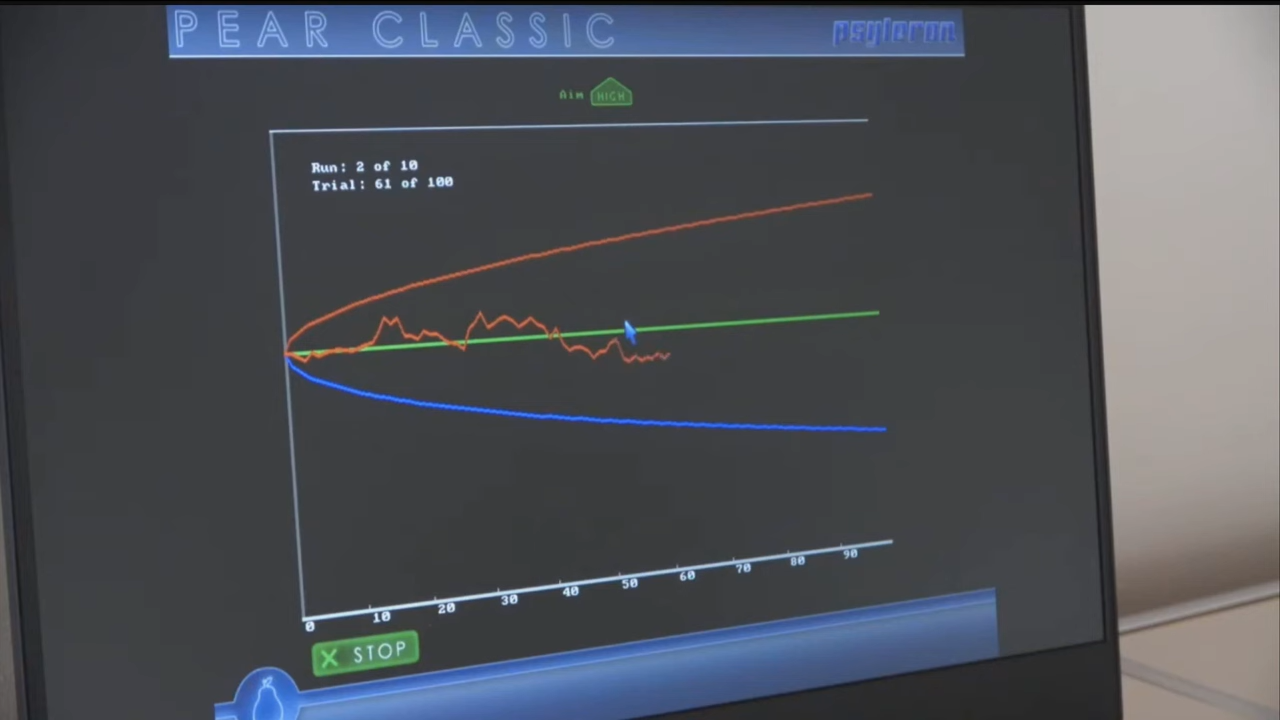 PEAR CLASSIC
psyleron
Aim HIGH
Run: 2 of 10
Trial: 61 of 100
0 10 20 30 40 50 60 70 80 90
STOP